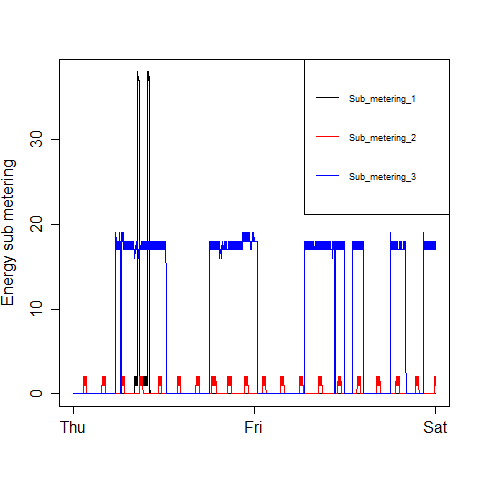 Energy sub metering
30
20
10
0
Thu
Fri
Sat
Sub_metering_1
Sub_metering_2
Sub_metering_3